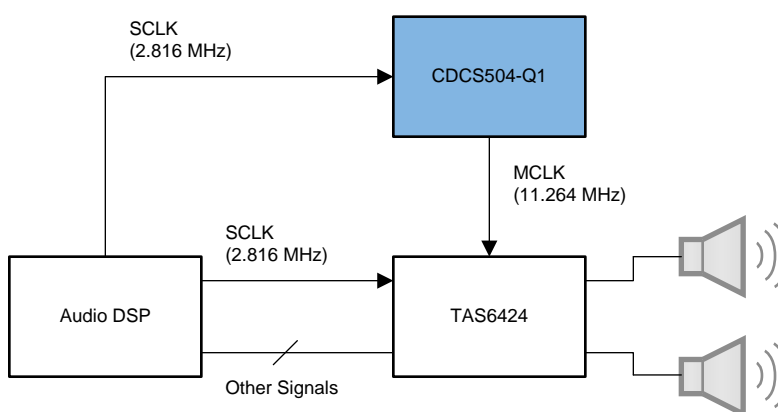 SCLK
(2.816 MHz)
CDCS504-Q1
MCLK
(11.264 MHz)
SCLK
(2.816 MHz)
Audio DSP
TAS6424
Other Signals